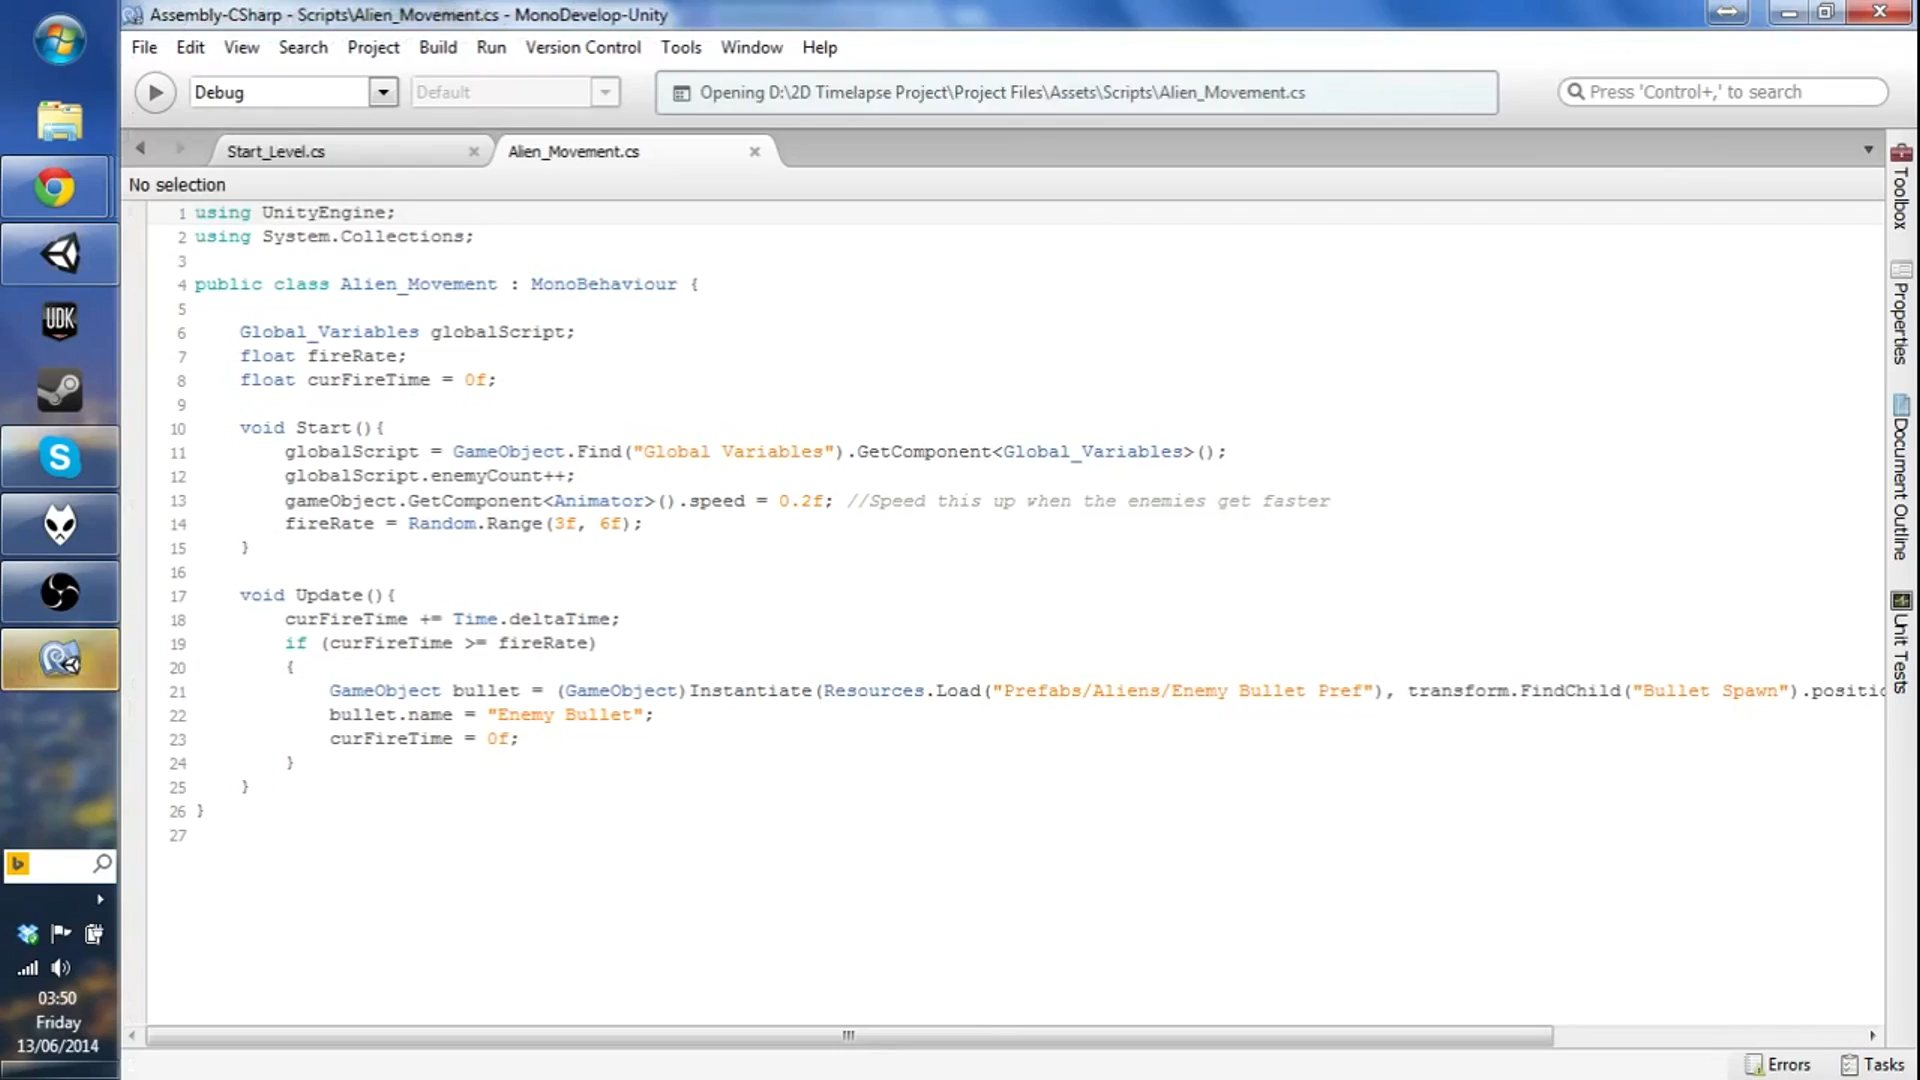 Assembly-CSharp - Scripts\Alien_Movement.cs - MonoDevelop-Unity
File Edit View Search Project Build Run Version Control Tools Window Help
Debug Default Opening D:\2D Timelapse Project\Project Files\Assets\Scripts\Alien_Movement.cs Press 'Control+,' to search
Start_Level.cs Alien_Movement.cs
No selection
1 using UnityEngine;
2 using System.Collections;
3
4 public class Alien_Movement : MonoBehaviour {
5
6 Global_Variables globalScript;
7 float fireRate;
8 float curFireTime = 0f;
9
10 void Start(){
11 globalScript = GameObject.Find("Global Variables").GetComponent<Global_Variables>();
12 globalScript.enemyCount++;
13 gameObject.GetComponent<Animator>().speed = 0.2f; //Speed this up when the enemies get faster
14 fireRate = Random.Range(3f, 6f);
15 }
16
17 void Update(){
18 curFireTime += Time.deltaTime;
19 if (curFireTime >= fireRate)
20 {
21 GameObject bullet = (GameObject)Instantiate(Resources.Load("Prefabs/Aliens/Enemy Bullet Pref"), transform.FindChild("Bullet Spawn").positio
22 bullet.name = "Enemy Bullet";
23 curFireTime = 0f;
24 }
25 }
26 }
27
Toolbox
Properties
Document Outline
Unit Tests
UDK
S
b
03:50
Friday
13/06/2014
Errors Tasks